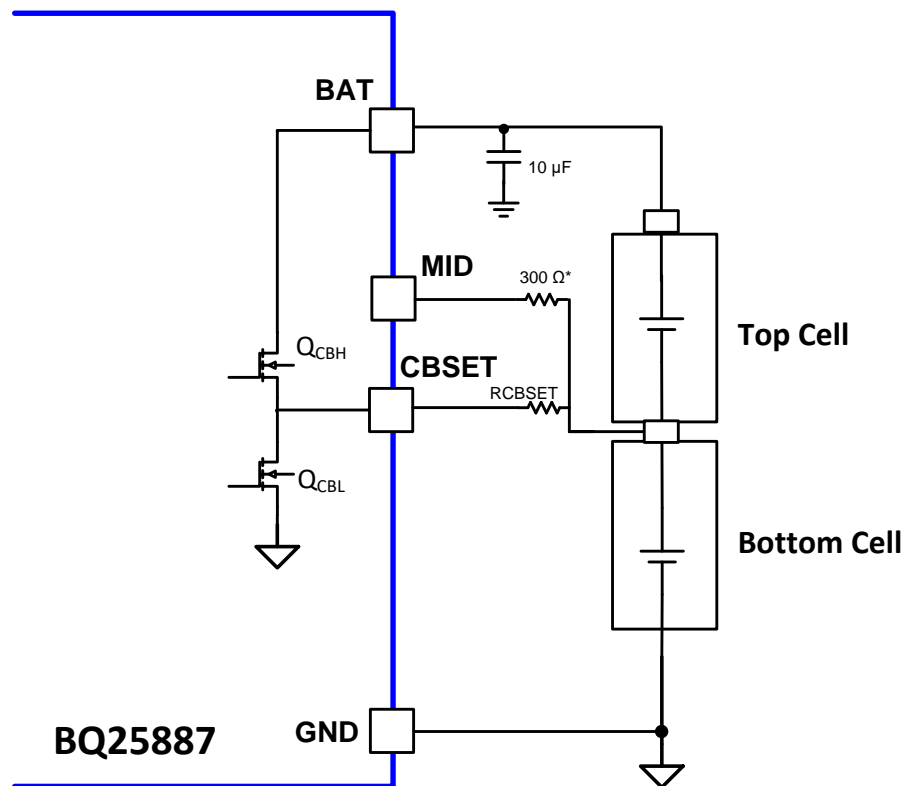 BAT
10 µF
MID
300 Ω*
Top Cell
QCBH
CBSET
RCBSET
QCBL
Bottom Cell
GND
BQ25887